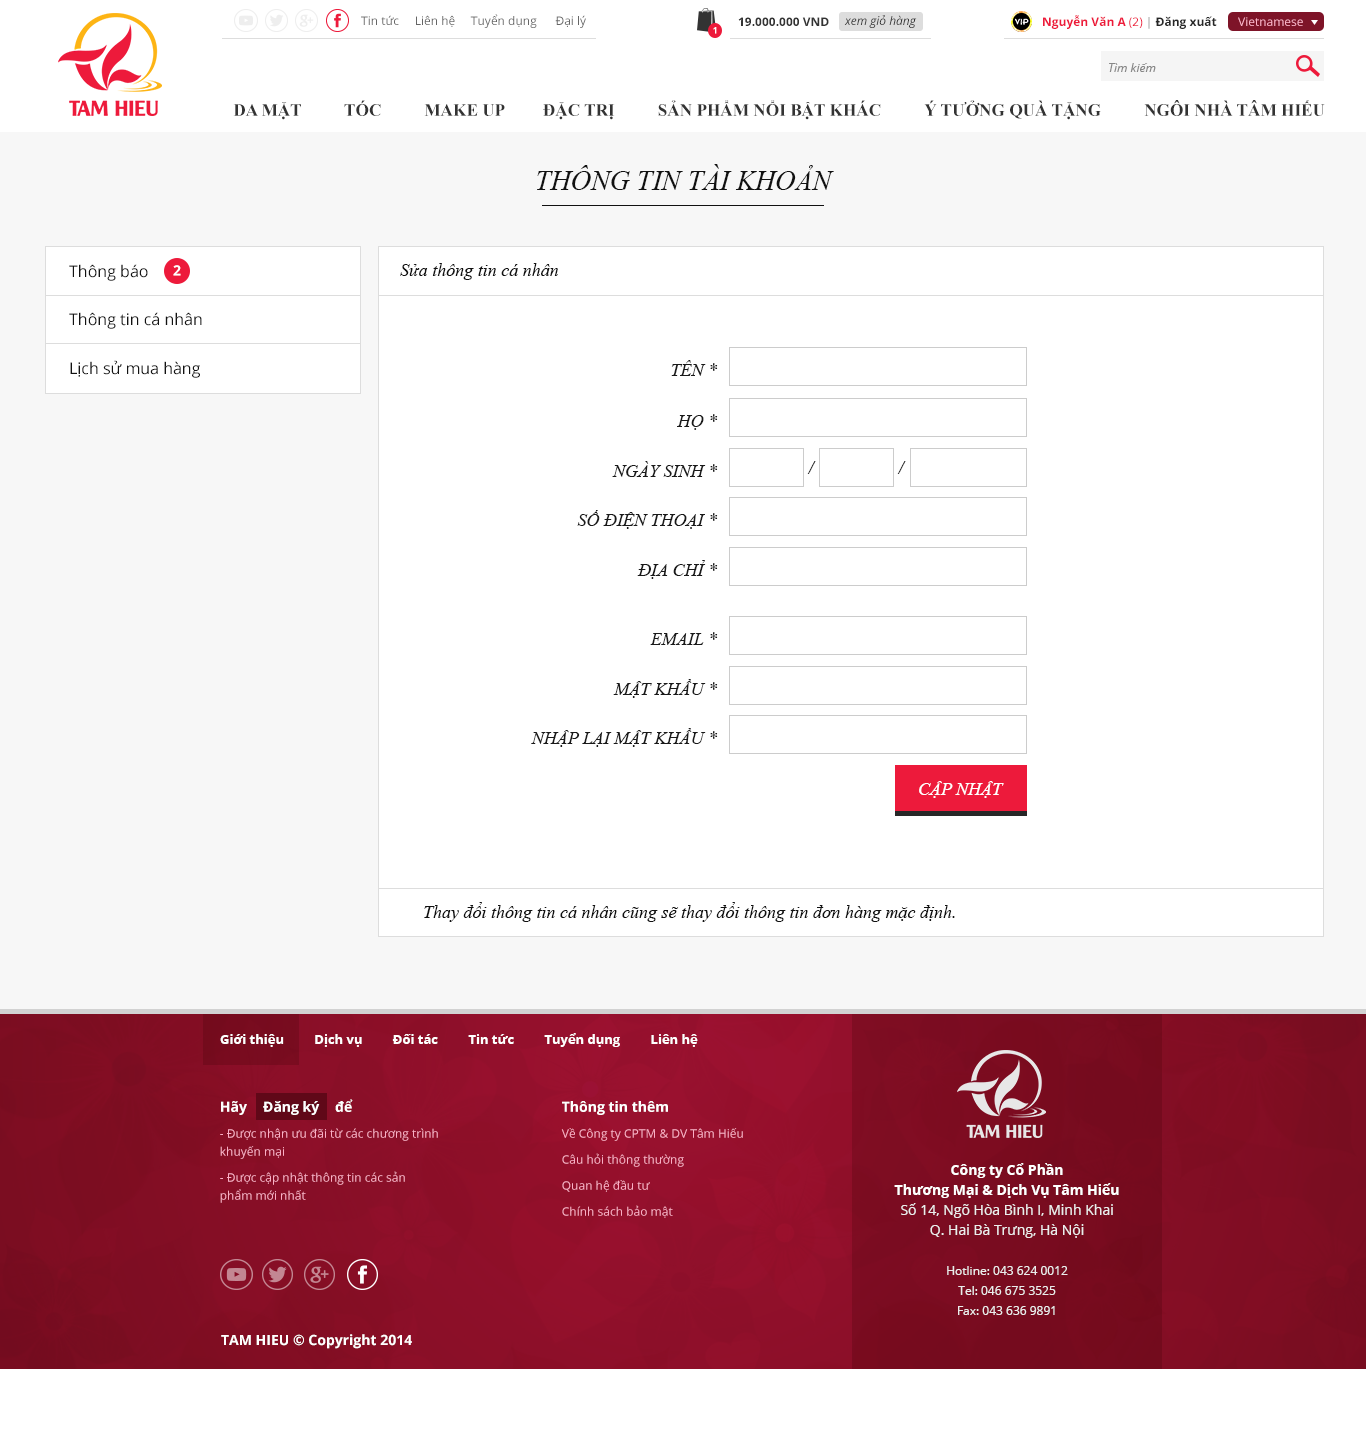 TAM HIEU
Tin tức Liên hệ Tuyển dụng Đại lý
1
19.000.000 VND xem giỏ hàng
VIP Nguyễn Văn A (2) | Đăng xuất Vietnamese
Tìm kiếm
DA MẶT TÓC MAKE UP ĐẶC TRỊ SẢN PHẨM NỔI BẬT KHÁC Ý TƯỞNG QUÀ TẶNG NGÔI NHÀ TÂM HIẾU
THÔNG TIN TÀI KHOẢN
Thông báo 2
Thông tin cá nhân
Lịch sử mua hàng
Sửa thông tin cá nhân
TÊN *
HỌ *
NGÀY SINH * / /
SỐ ĐIỆN THOẠI *
ĐỊA CHỈ *
EMAIL *
MẬT KHẨU *
NHẬP LẠI MẬT KHẨU *
CẬP NHẬT
Thay đổi thông tin cá nhân cũng sẽ thay đổi thông tin đơn hàng mặc định.
Giới thiệu Dịch vụ Đối tác Tin tức Tuyển dụng Liên hệ
Hãy Đăng ký để
- Được nhận ưu đãi từ các chương trình
khuyến mại
- Được cập nhật thông tin các sản
phẩm mới nhất
Thông tin thêm
Về Công ty CPTM & DV Tâm Hiếu
Câu hỏi thông thường
Quan hệ đầu tư
Chính sách bảo mật
TAM HIEU
Công ty Cổ Phần
Thương Mại & Dịch Vụ Tâm Hiếu
Số 14, Ngõ Hòa Bình I, Minh Khai
Q. Hai Bà Trưng, Hà Nội
Hotline: 043 624 0012
Tel: 046 675 3525
Fax: 043 636 9891
TAM HIEU © Copyright 2014